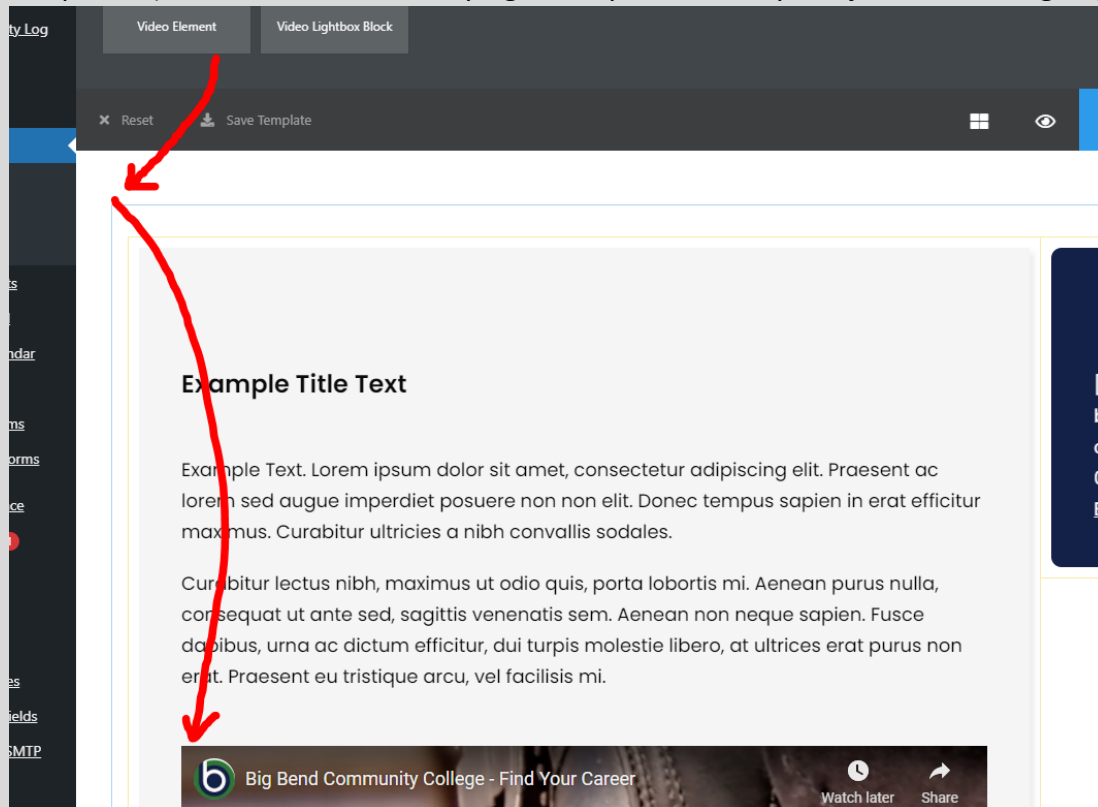 ty Log
Video Element
Video Lightbox Block
Reset
Save Template
ndar
ms
orms
ce
Example Title Text
Example Text. Lorem ipsum dolor sit amet, consectetur adipiscing elit. Praesent ac
lorem sed augue imperdiet posuere non non elit. Donec tempus sapien in erat efficitur
maximus. Curabitur ultricies a nibh convallis sodales.
Curabitur lectus nibh, maximus ut odio quis, porta lobortis mi. Aenean purus nulla,
consequat ut ante sed, sagittis venenatis sem. Aenean non neque sapien. Fusce
dapibus, urna ac dictum efficitur, dui turpis molestie libero, at ultrices erat purus non
erat. Praesent eu tristique arcu, vel facilisis mi.
es
ields
SMTP
b Big Bend Community College - Find Your Career
Watch later
Share